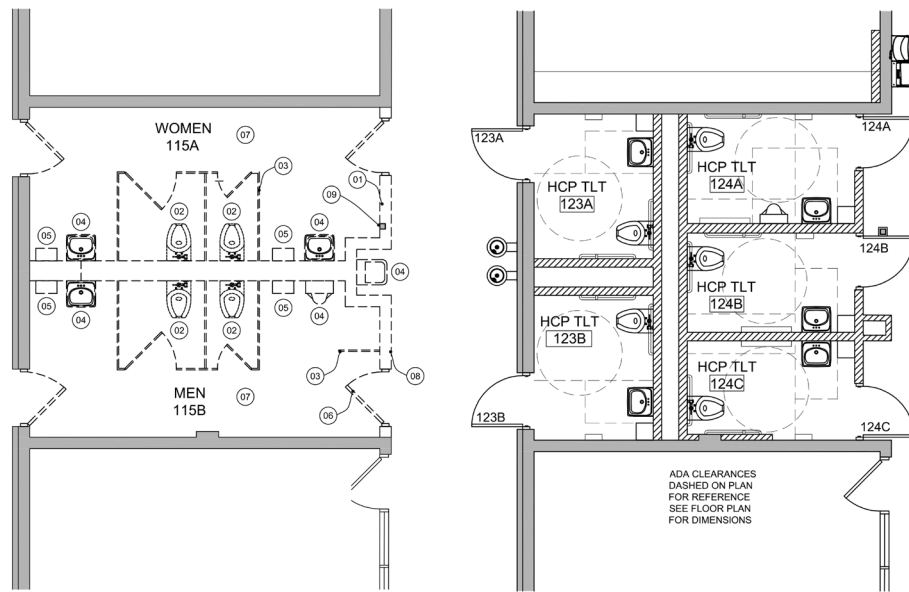 WOMEN
115A
07
03
01
09
02
02
04
04
05
05
04
05
04
02
02
05
04
03
08
MEN
115B
07
06
123A
HCP TLT
123A
HCP TLT
123B
123B
124A
HCP TLT
124A
124B
HCP TLT
124B
HCP TLT
124C
124C
ADA CLEARANCES
DASHED ON PLAN
FOR REFERENCE
SEE FLOOR PLAN
FOR DIMENSIONS